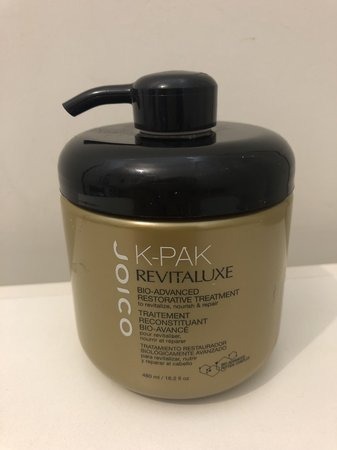 JOICO
K-PAK
REVITALUXE
BIO-ADVANCED
RESTORATIVE TREATMENT
to revitalize, nourish & repair
TRAITEMENT
RECONSTITUANT
BIO-AVANCÉ
pour revitaliser,
nourrir et réparer
TRATAMIENTO RESTAURADOR
BIOLÓGICAMENTE AVANZADO
para revitalizar, nutrir
y reparar el cabello
480 ml / 16.2 fl oz